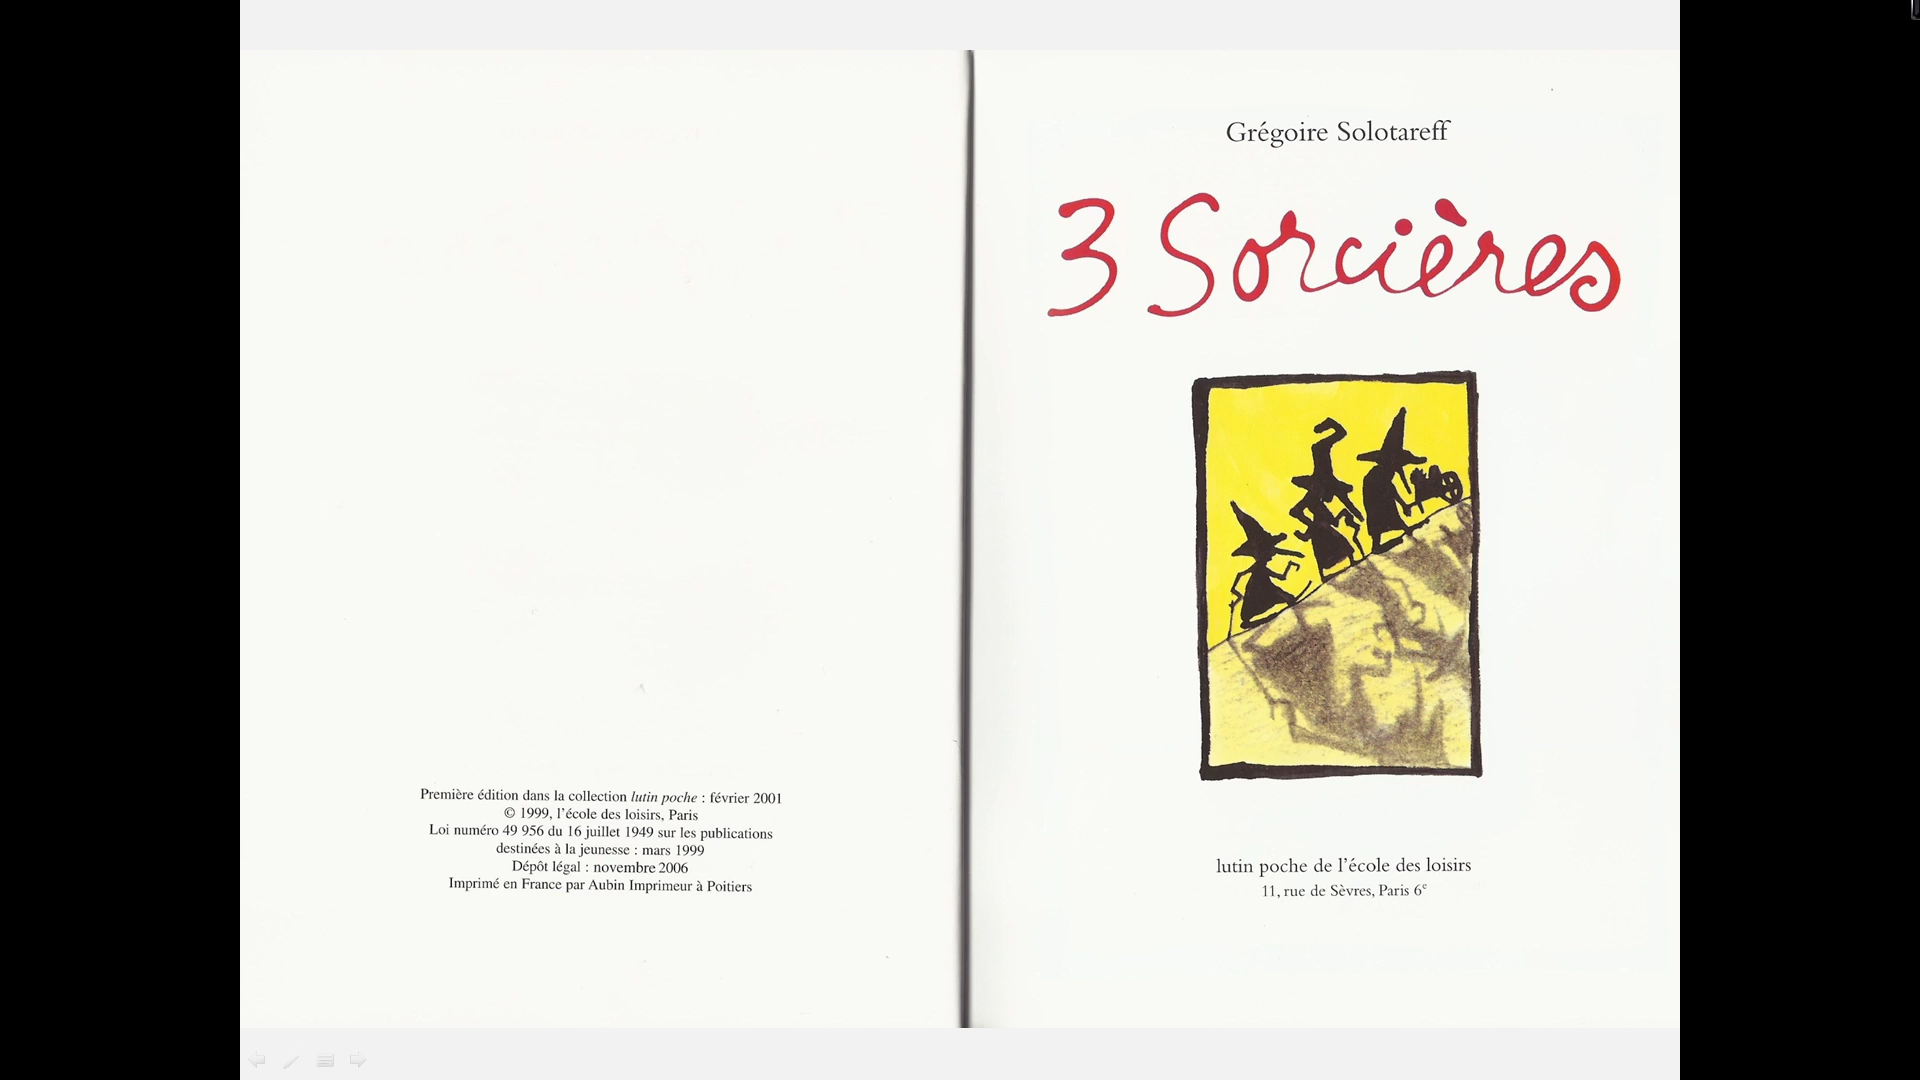 Première édition dans la collection lutin poche : février 2001
© 1999, l'école des loisirs, Paris
Loi numéro 49 956 du 16 juillet 1949 sur les publications
destinées à la jeunesse : mars 1999
Dépôt légal : novembre 2006
Imprimé en France par Aubin Imprimeur à Poitiers
Grégoire Solotareff
3 Sorcières
lutin poche de l'école des loisirs
11, rue de Sèvres, Paris 6e